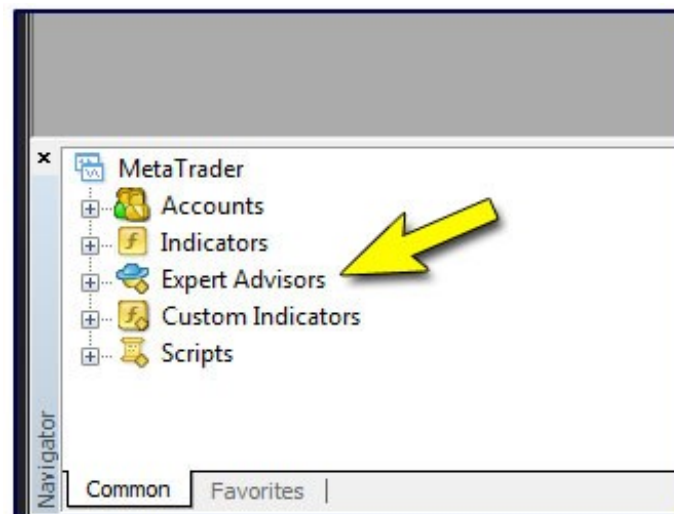 MetaTrader
Accounts
Indicators
Expert Advisors
Custom Indicators
Scripts
Navigator
Common
Favorites